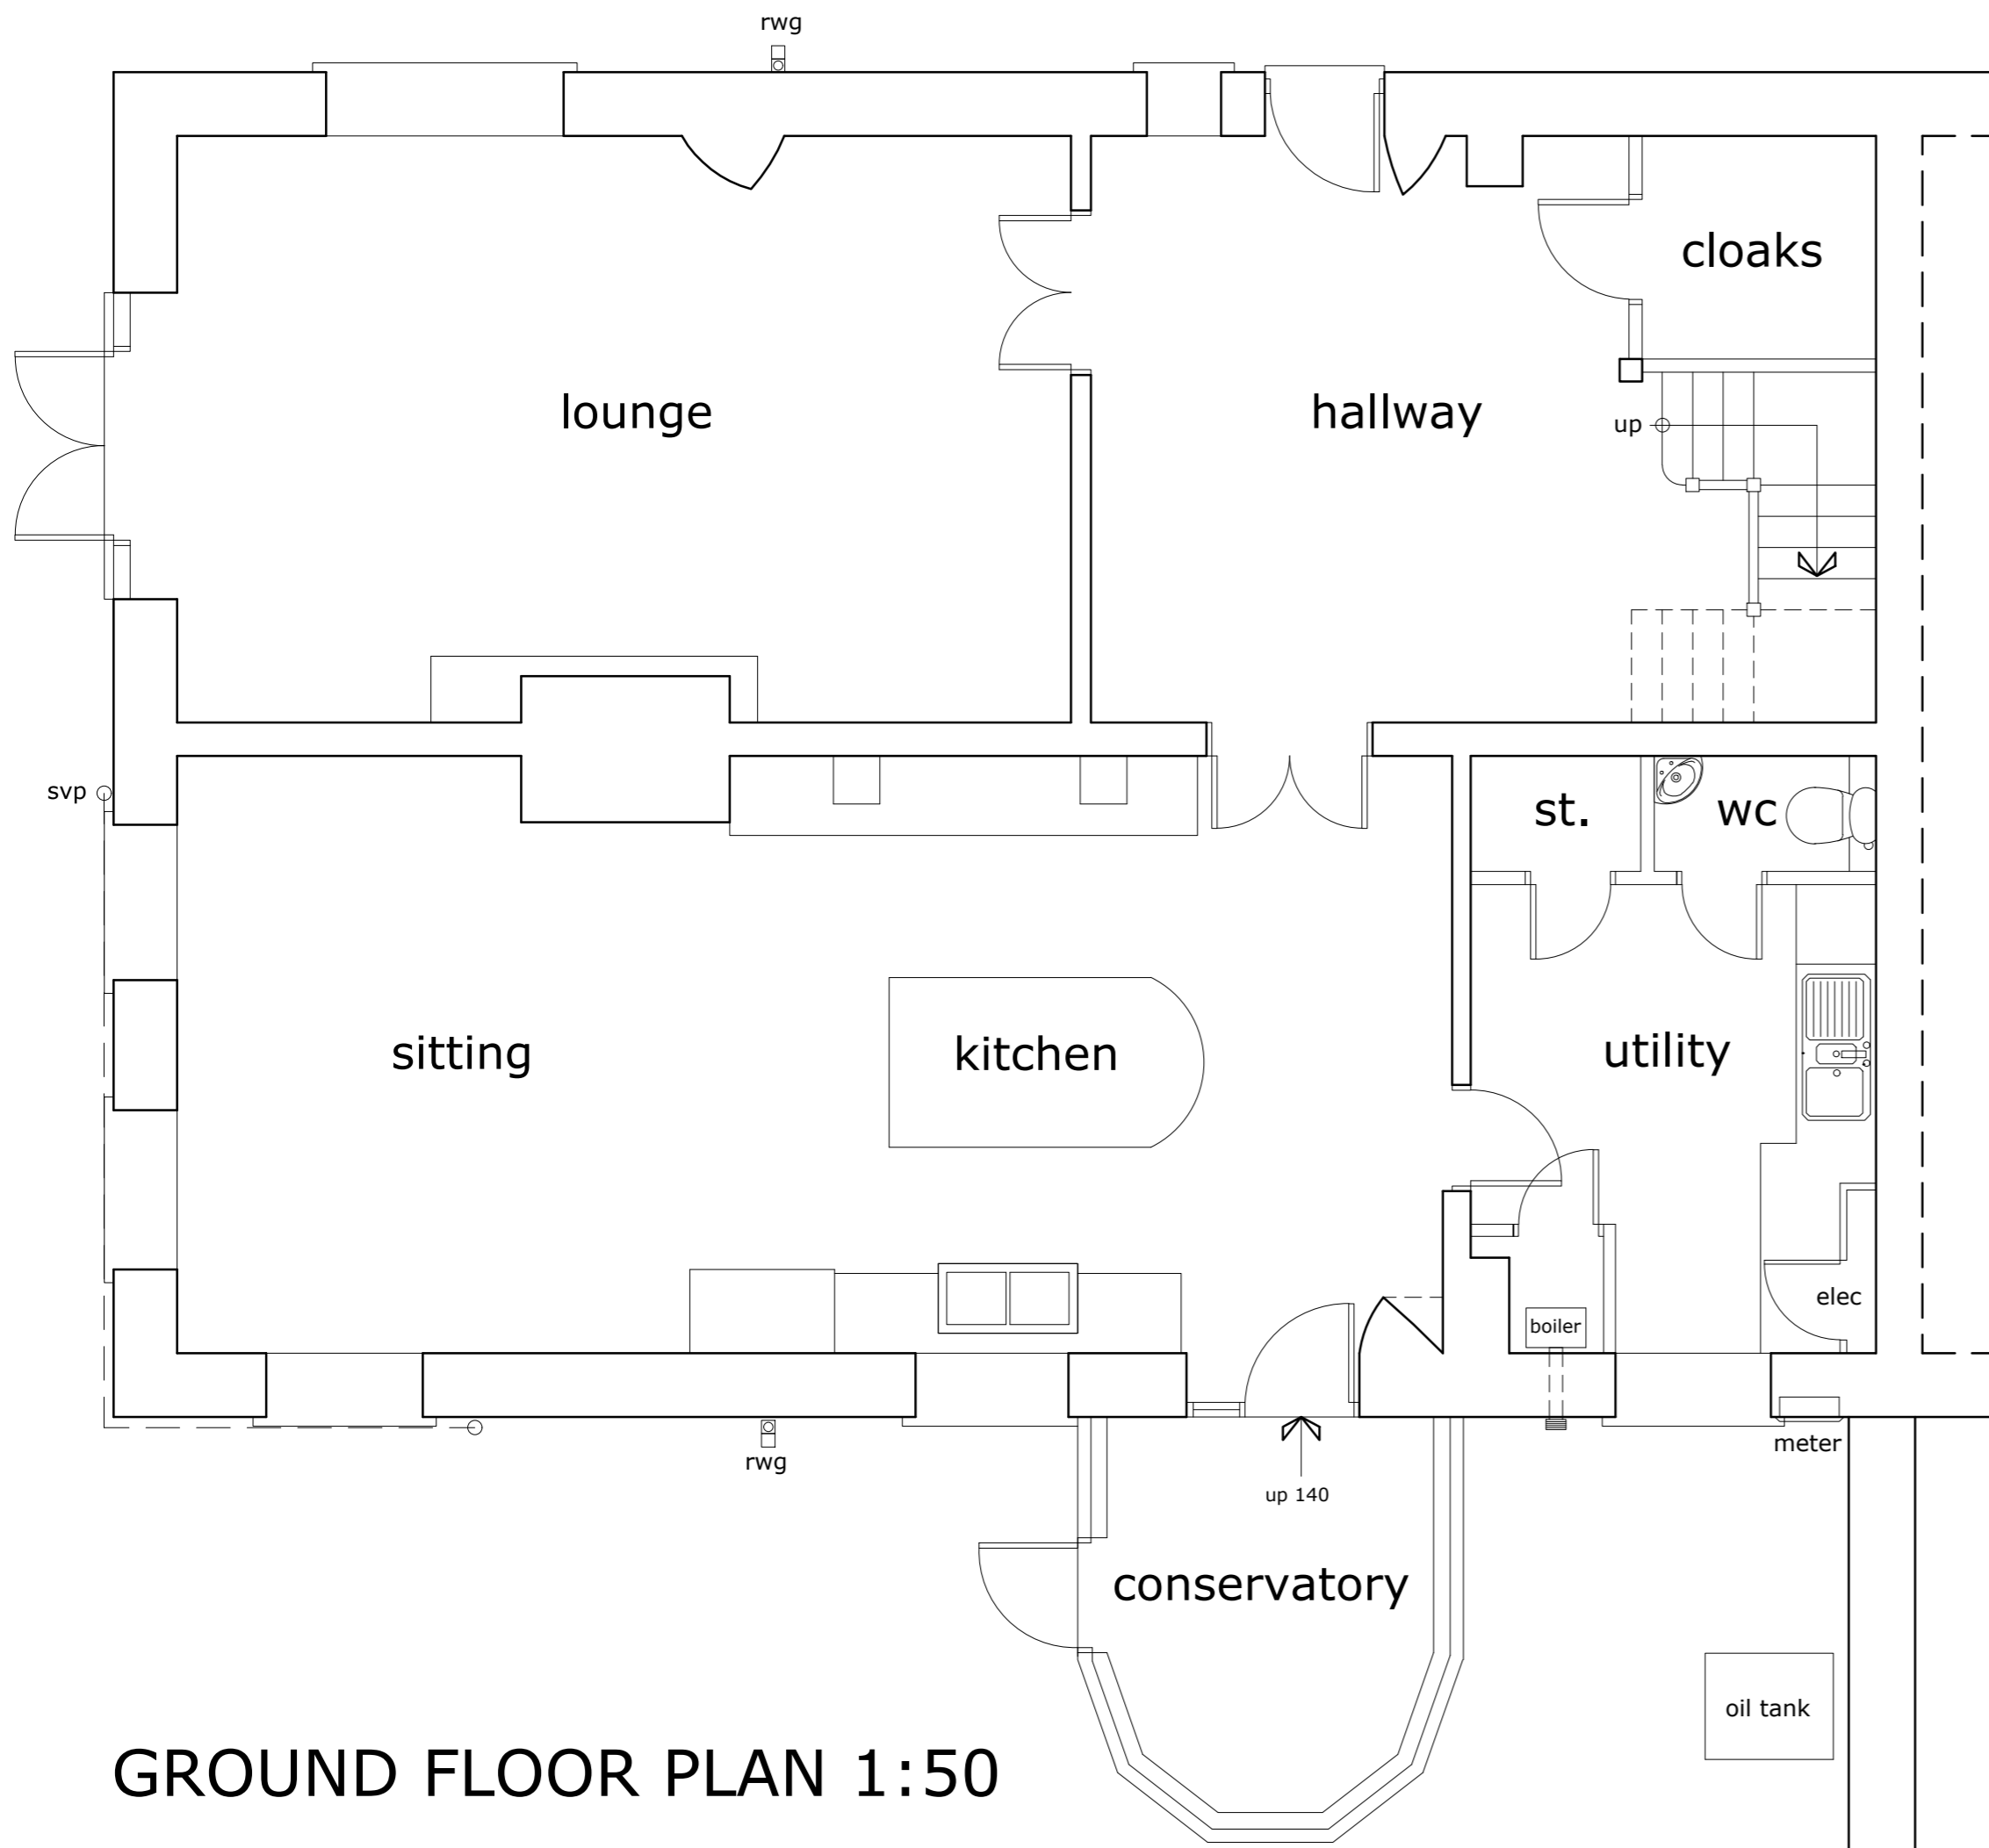 rwg
cloaks
lounge
hallway
up
svp
st.
wc
sitting
kitchen
utility
elec
boiler
meter
rwg
up 140
conservatory
oil tank
GROUND FLOOR PLAN 1:50